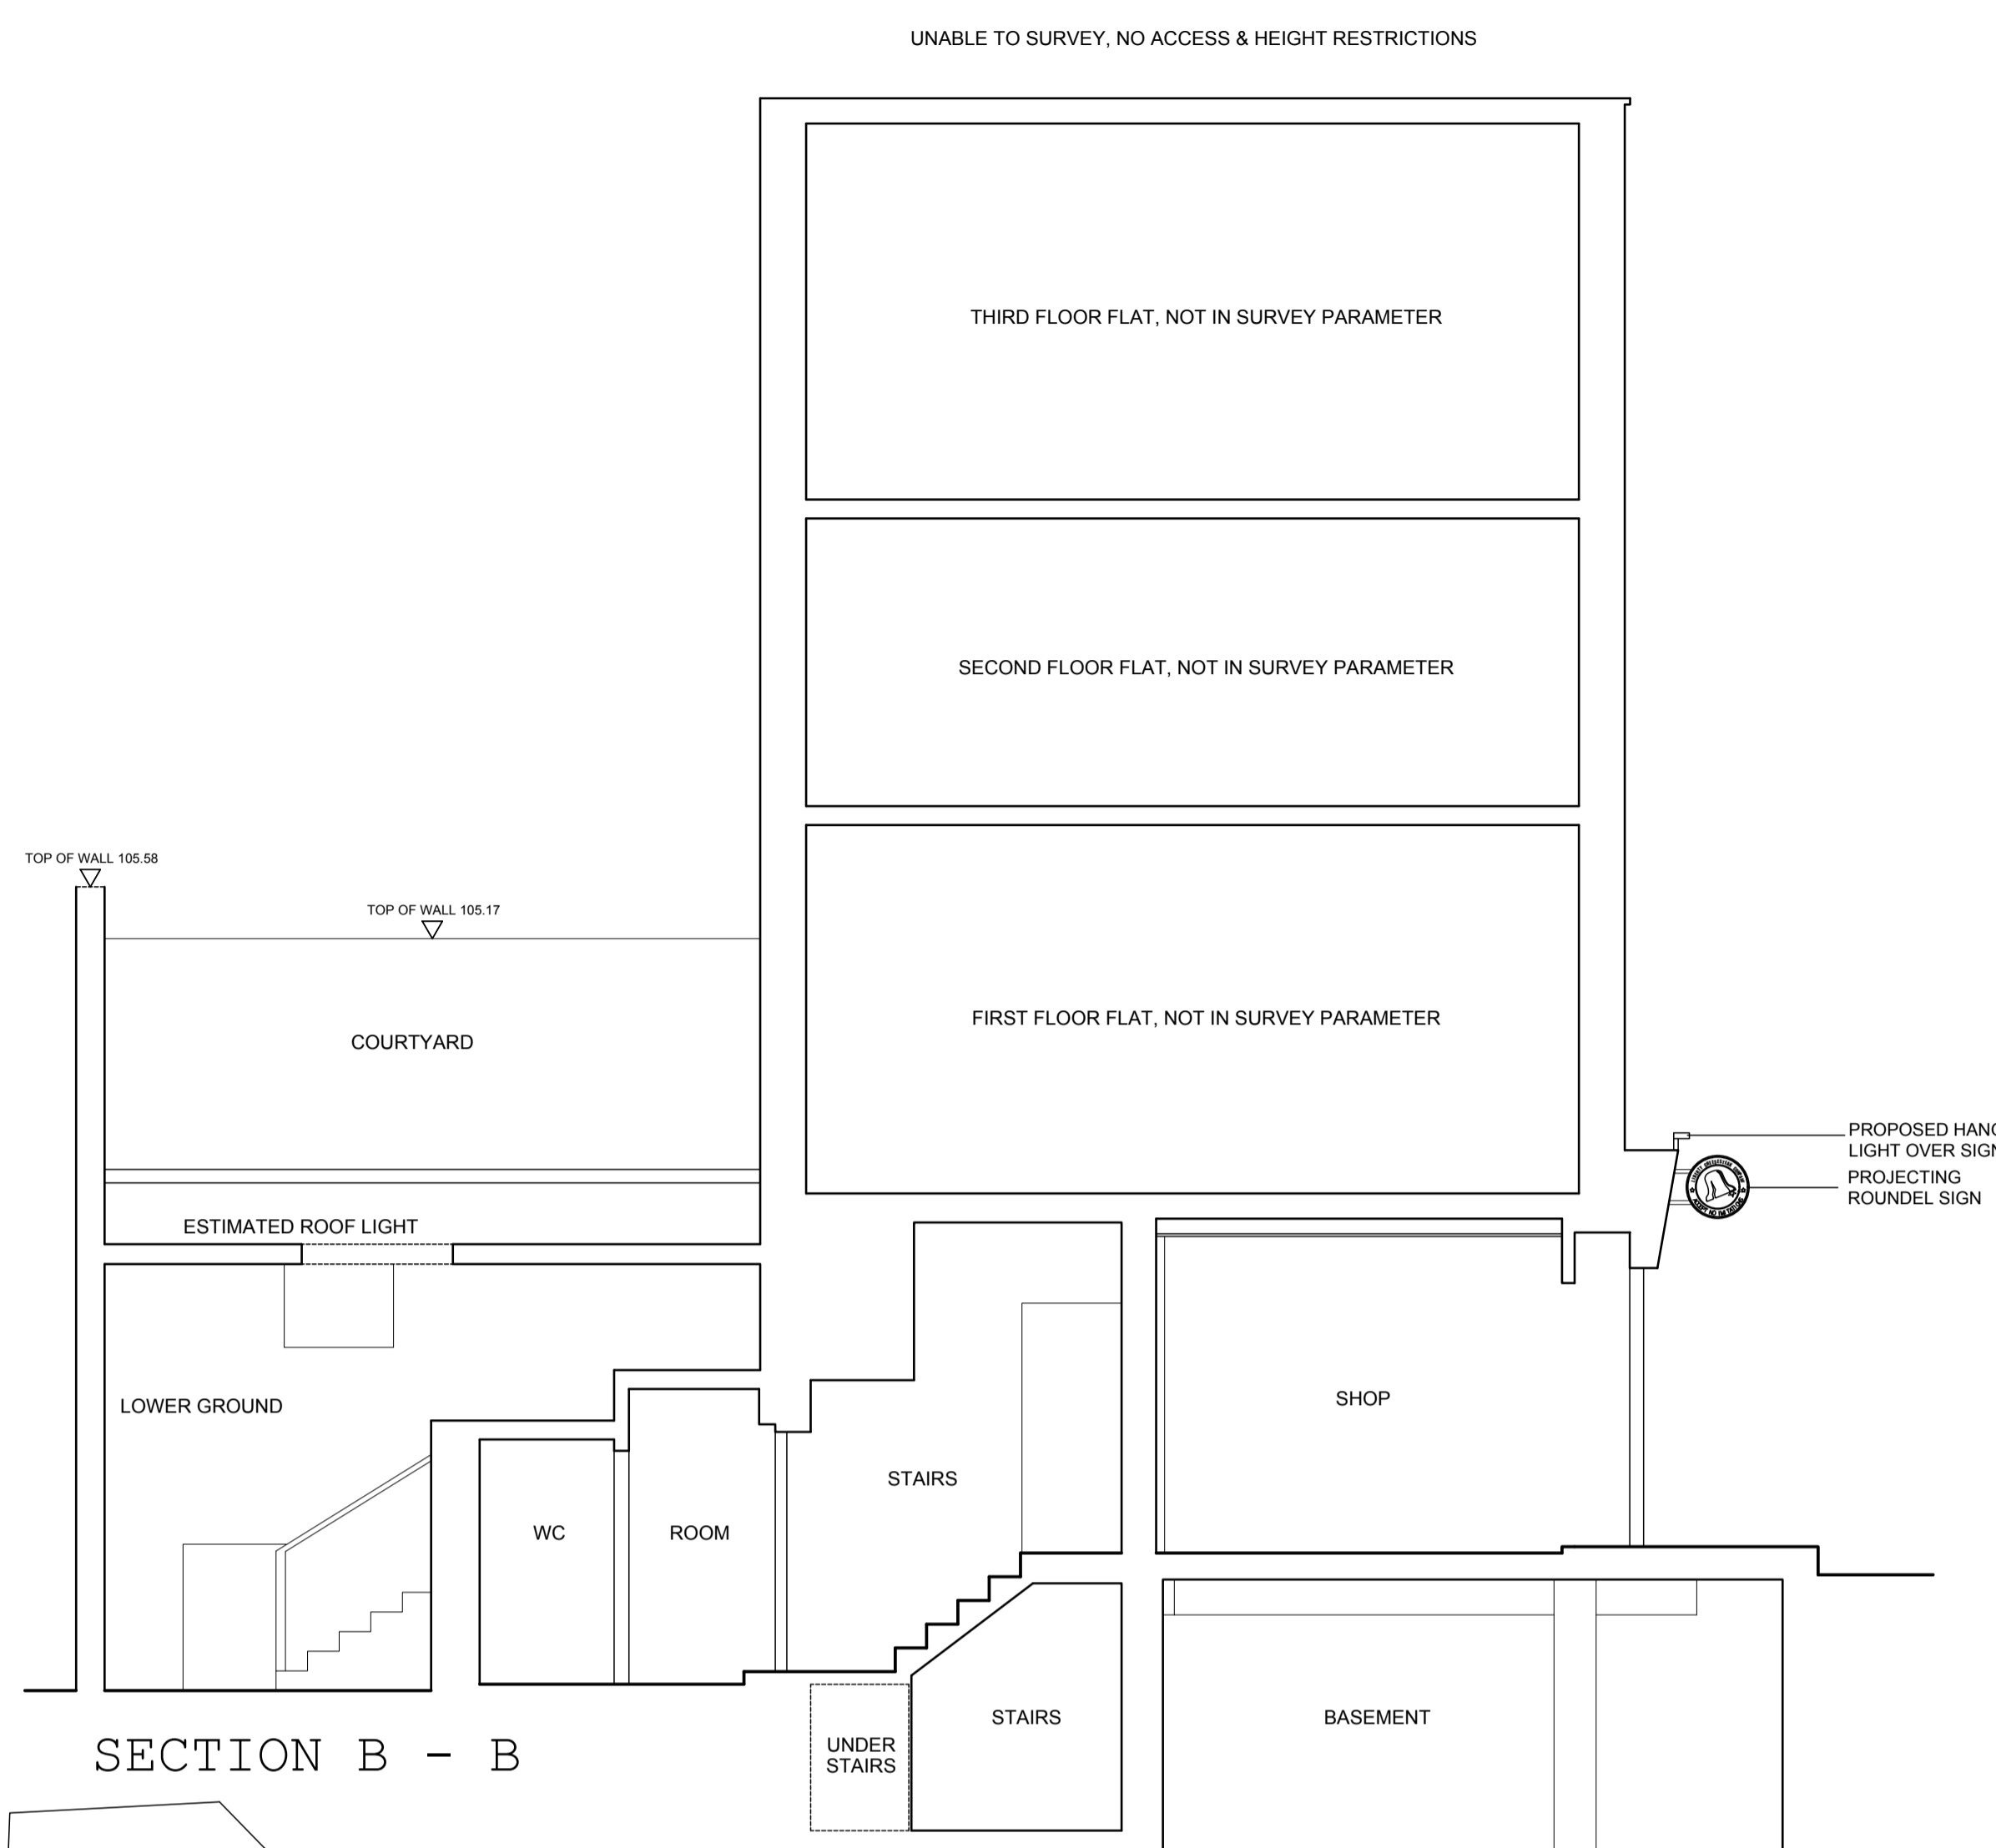 UNABLE TO SURVEY, NO ACCESS & HEIGHT RESTRICTIONS
THIRD FLOOR FLAT, NOT IN SURVEY PARAMETER
SECOND FLOOR FLAT, NOT IN SURVEY PARAMETER
TOP OF WALL 105.58
TOP OF WALL 105.17
FIRST FLOOR FLAT, NOT IN SURVEY PARAMETER
COURTYARD
PROPOSED
LIGHT OVER SIGN
PROJECTING
ROUNDEL SIGN
ACCEPT NO IMITATIONS
ESTIMATED ROOF LIGHT
LOWER GROUND
SHOP
STAIRS
WC
ROOM
STAIRS
BASEMENT
UNDER
STAIRS
SECTION B - B